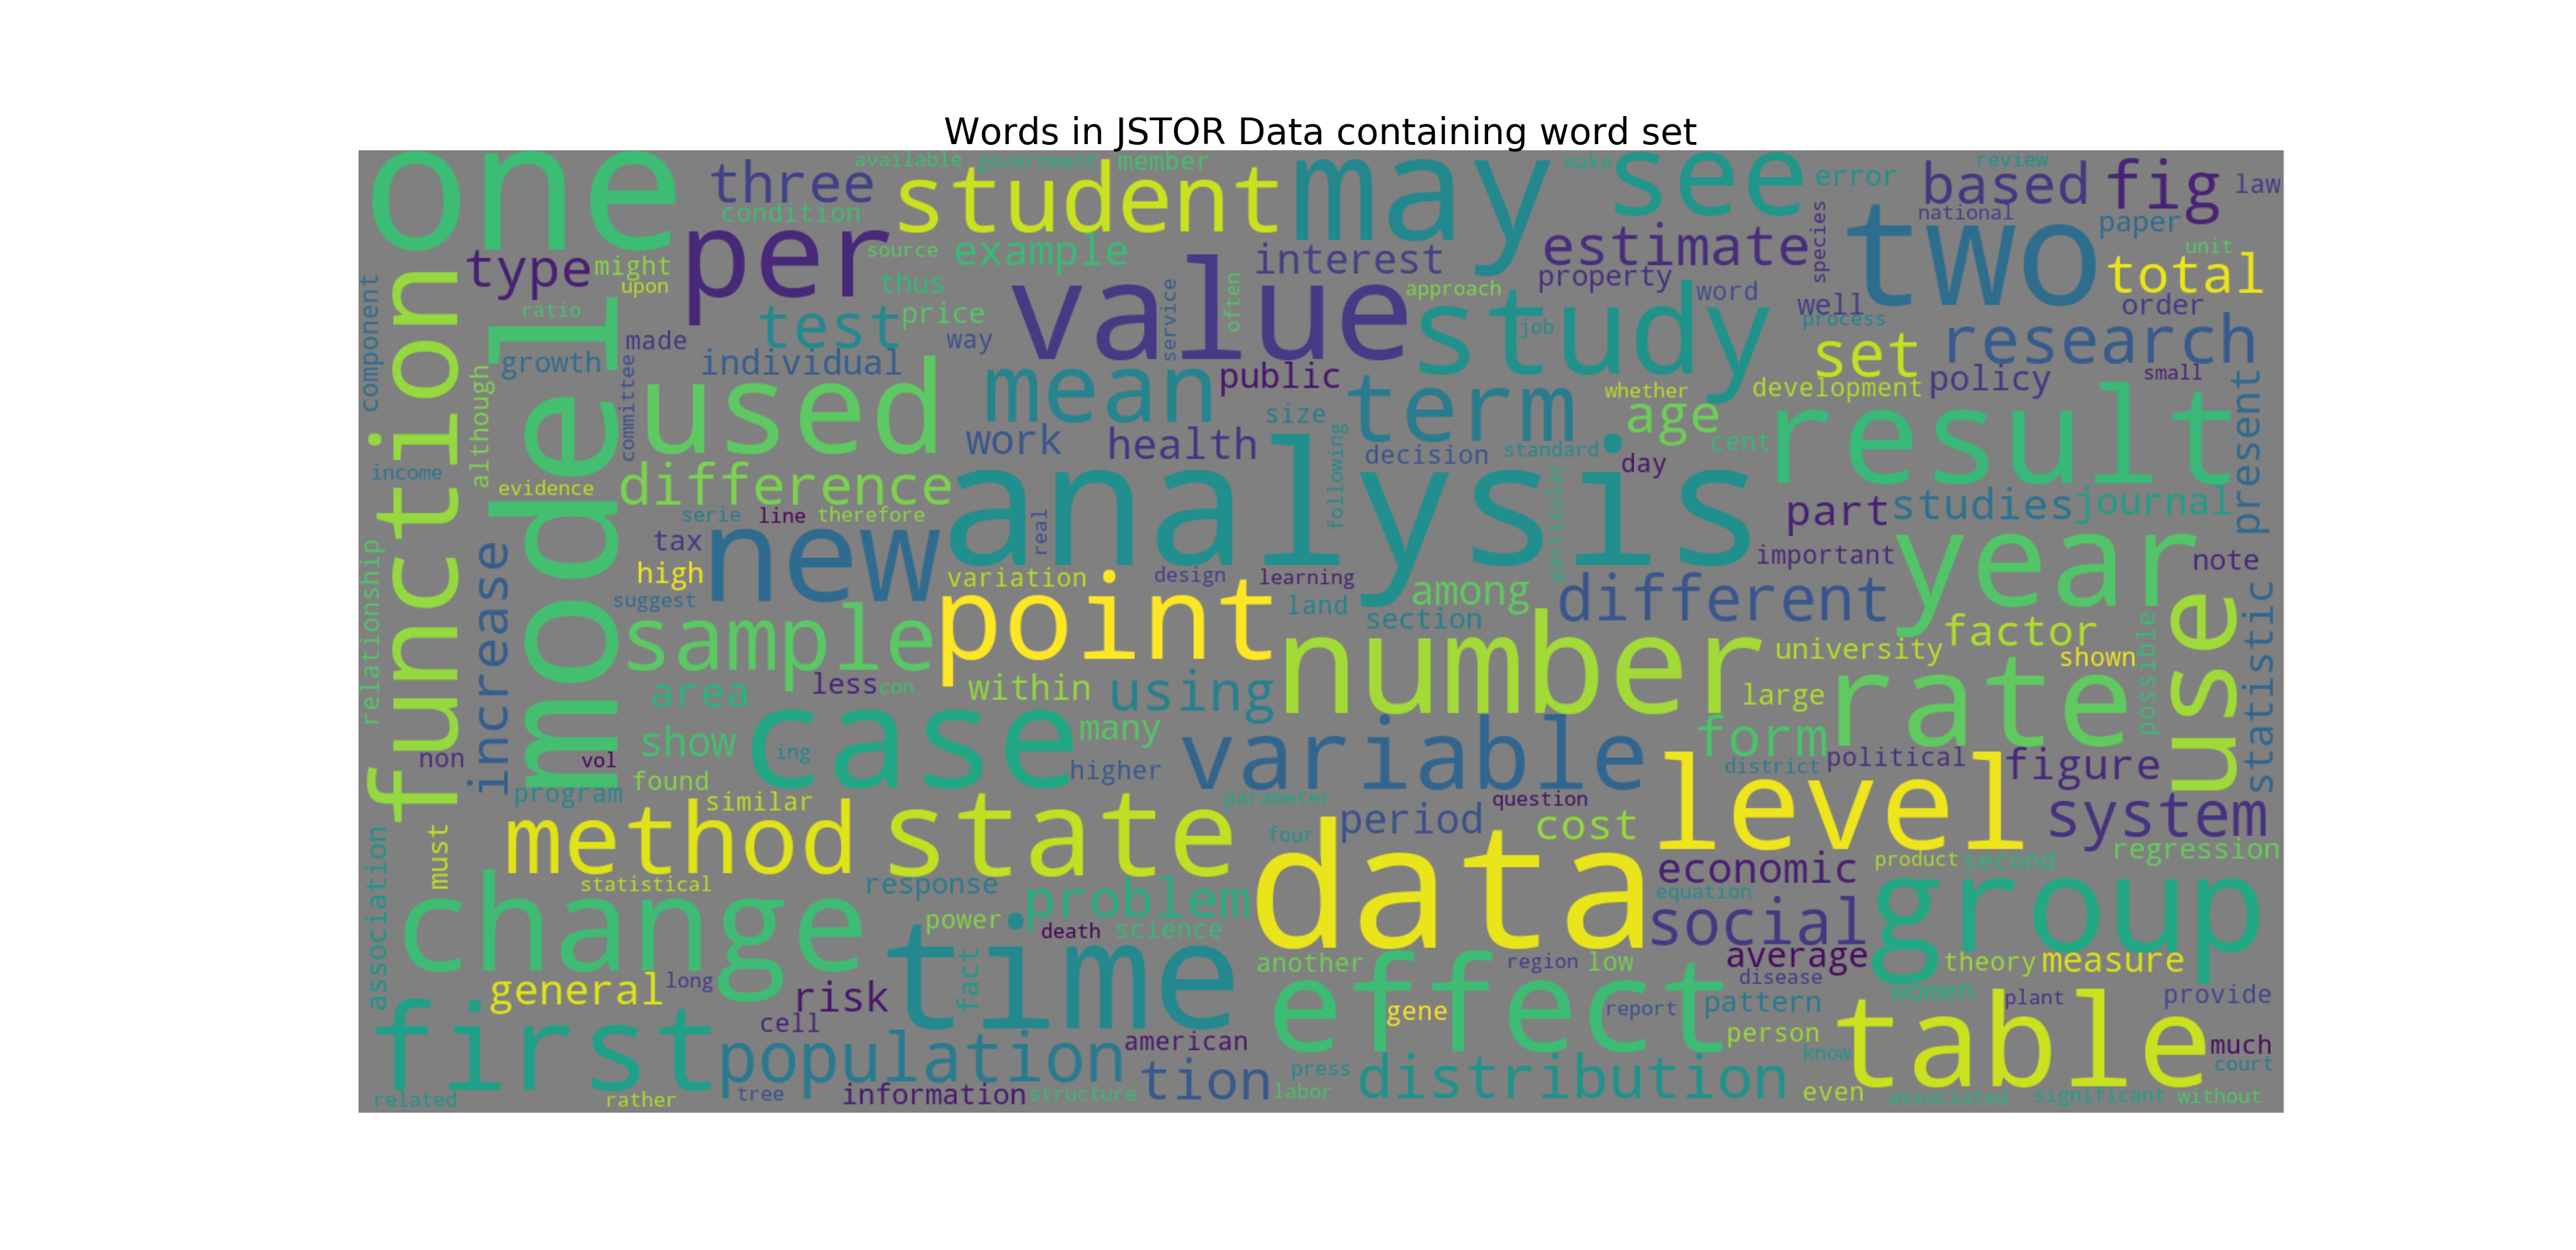 Words in JSTOR Data containing word set
one
three
available
government
member
student
may
make
see
error
based
review
fig
law
condition
per
source
example
interest
estimate
species
national
two
paper
unit
type
might
upon
thus
value
service
often
approach
property
word
well
total
order
component
function
model
ratio
made
test
price
way
study
job
process
research
growth
individual
mean
public
set
small
although
committee
used
size
term
whether
development
policy
age
cent
result
present
work
health
following
decision
standard
day
income
evidence
difference
analysis
particular
part
studies
journal
serie
line
therefore
real
relationship
increase
tax
new
important
year
note
high
variation
design
learning
among
different
suggest
point
land
section
number
use
statistic
sample
university
factor
shown
possible
area
less
con
within
using
large
rate
show
case
many
variable
form
non
vol
ing
found
higher
district
political
figure
program
similar
parameter
question
level
system
must
method
state
four
period
cost
data
regression
association
statistical
response
problem
economic
product
second
equation
change
power
death
science
social
group
time
fact
another
region
low
average
theory
measure
general
long
risk
effect
disease
women
plant
provide
first
cell
gene
report
pattern
person
table
population
american
know
much
tion
press
distribution
court
related
rather
tree
information
structure
labor
even
associated
significant
without